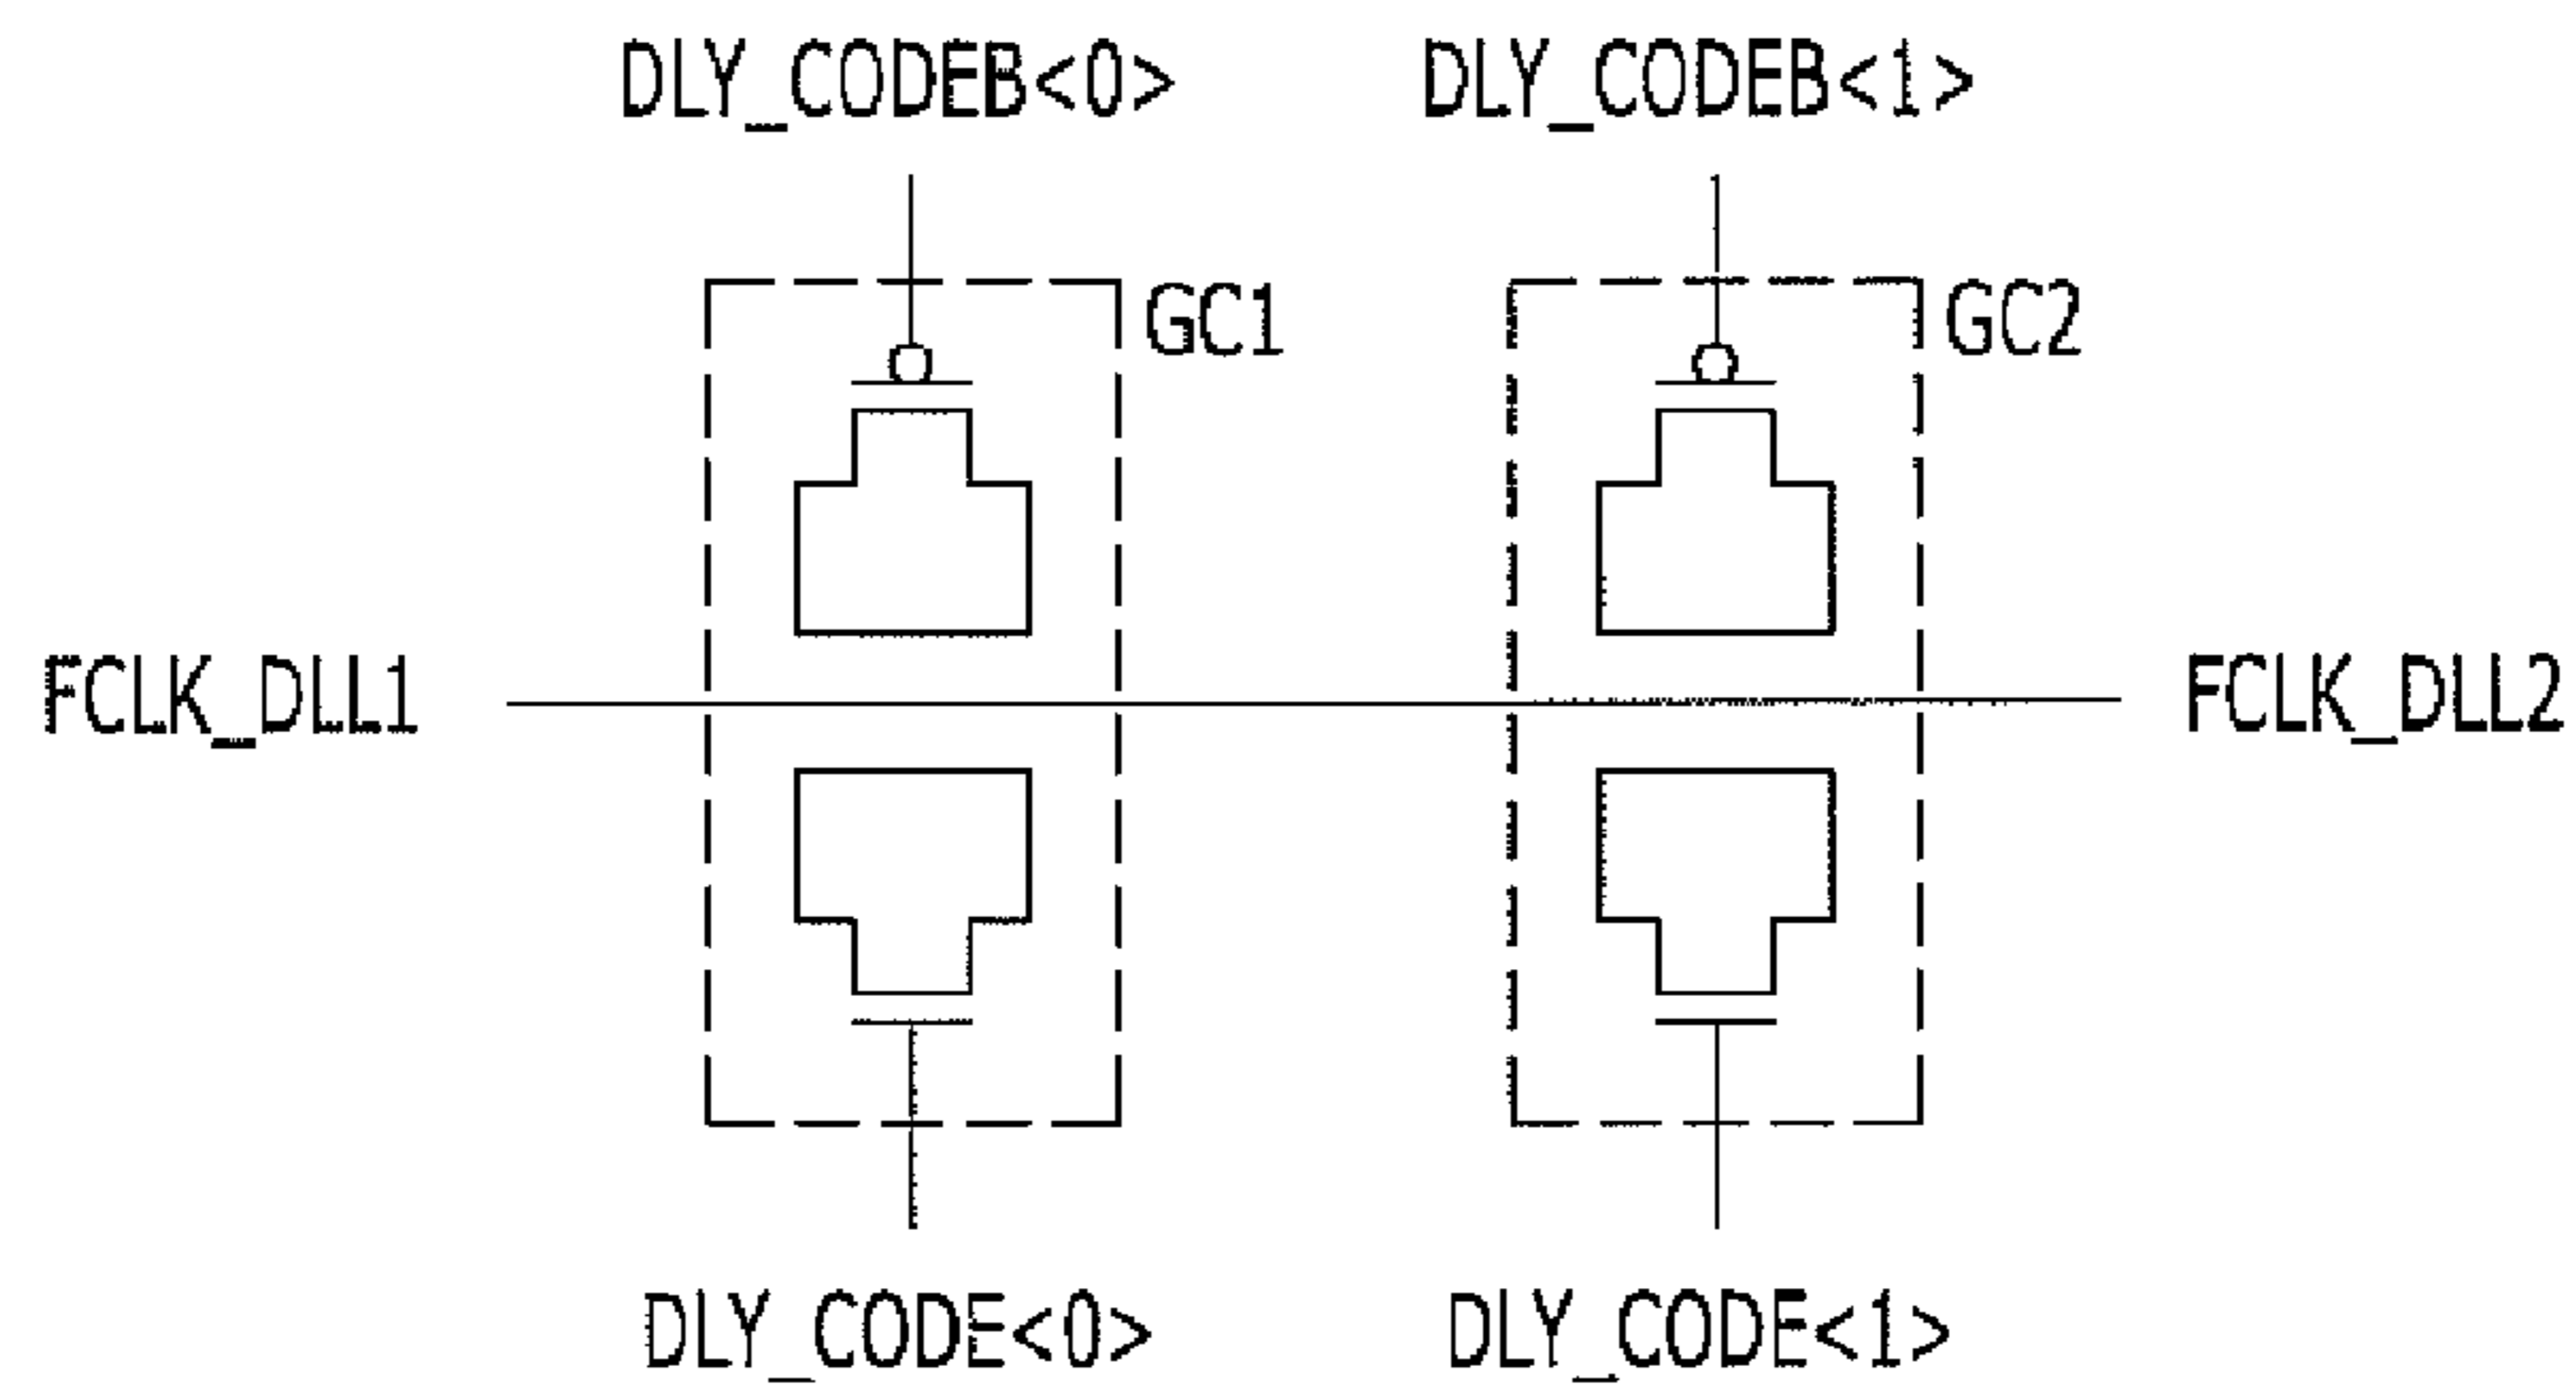 DLY_CODEB<0> DLY_CODEB<1>
GC1 GC2
FCLK_DLL1 FCLK_DLL2
DLY_CODE<0> DLY_CODE<1>